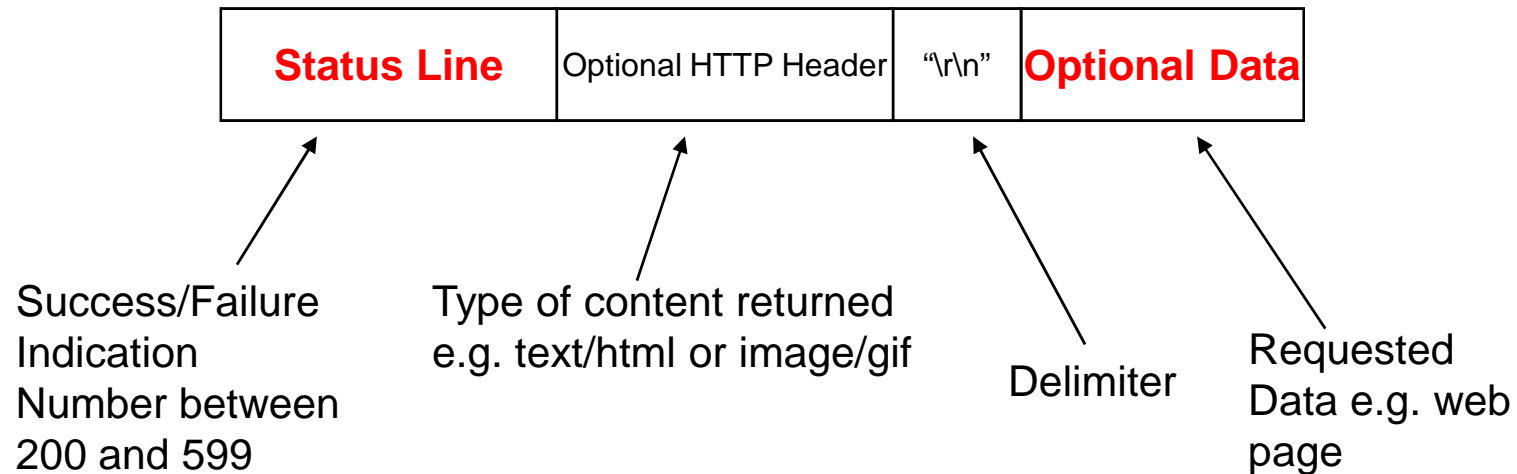 Status Line
Optional HTTP Header
“\r\n”
Optional Data
Success/Failure
Indication
Number between
200 and 599
Type of content returned
e.g. text/html or image/gif
Delimiter
Requested
Data e.g. web
page